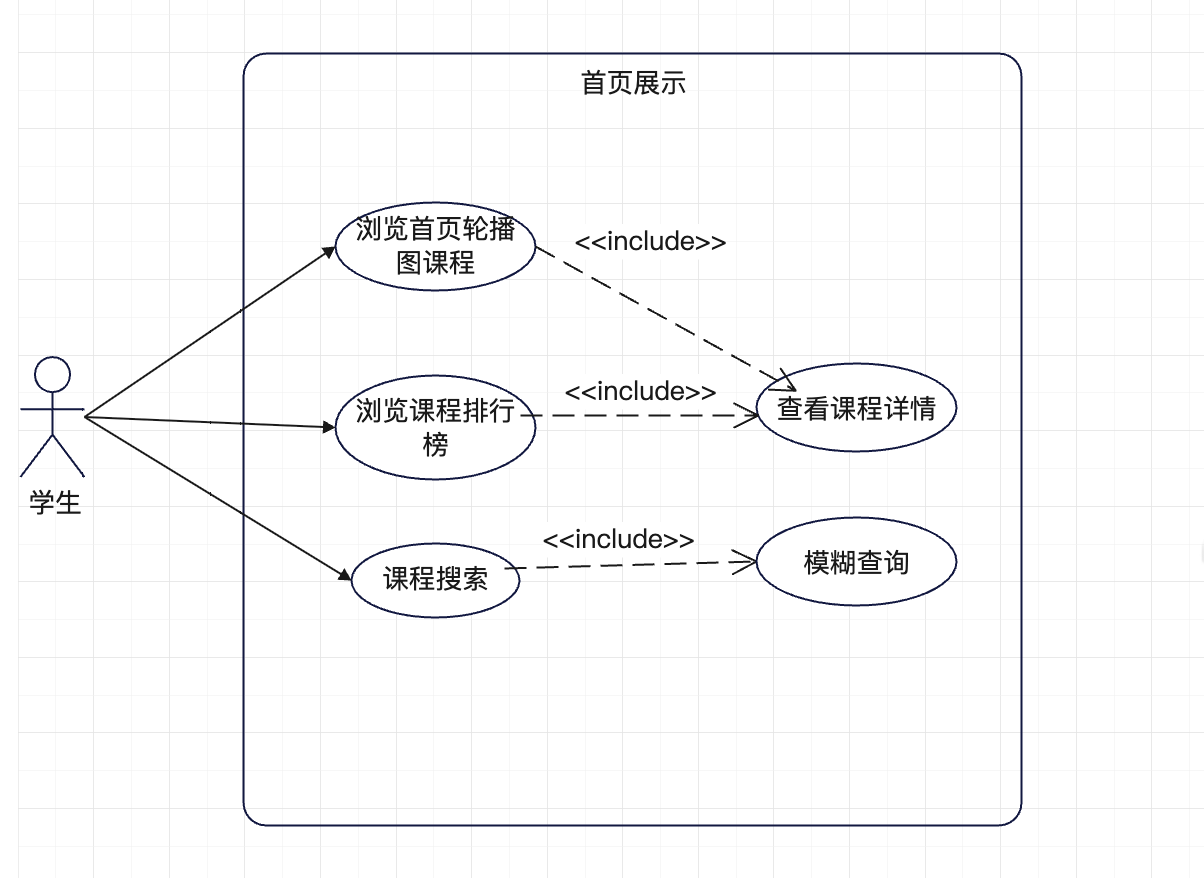 首页展示
浏览首页轮播
图课程
<<include>>
浏览课程排行
榜
<<include>>
查看课程详情
学生
课程搜索
<<include>>
模糊查询